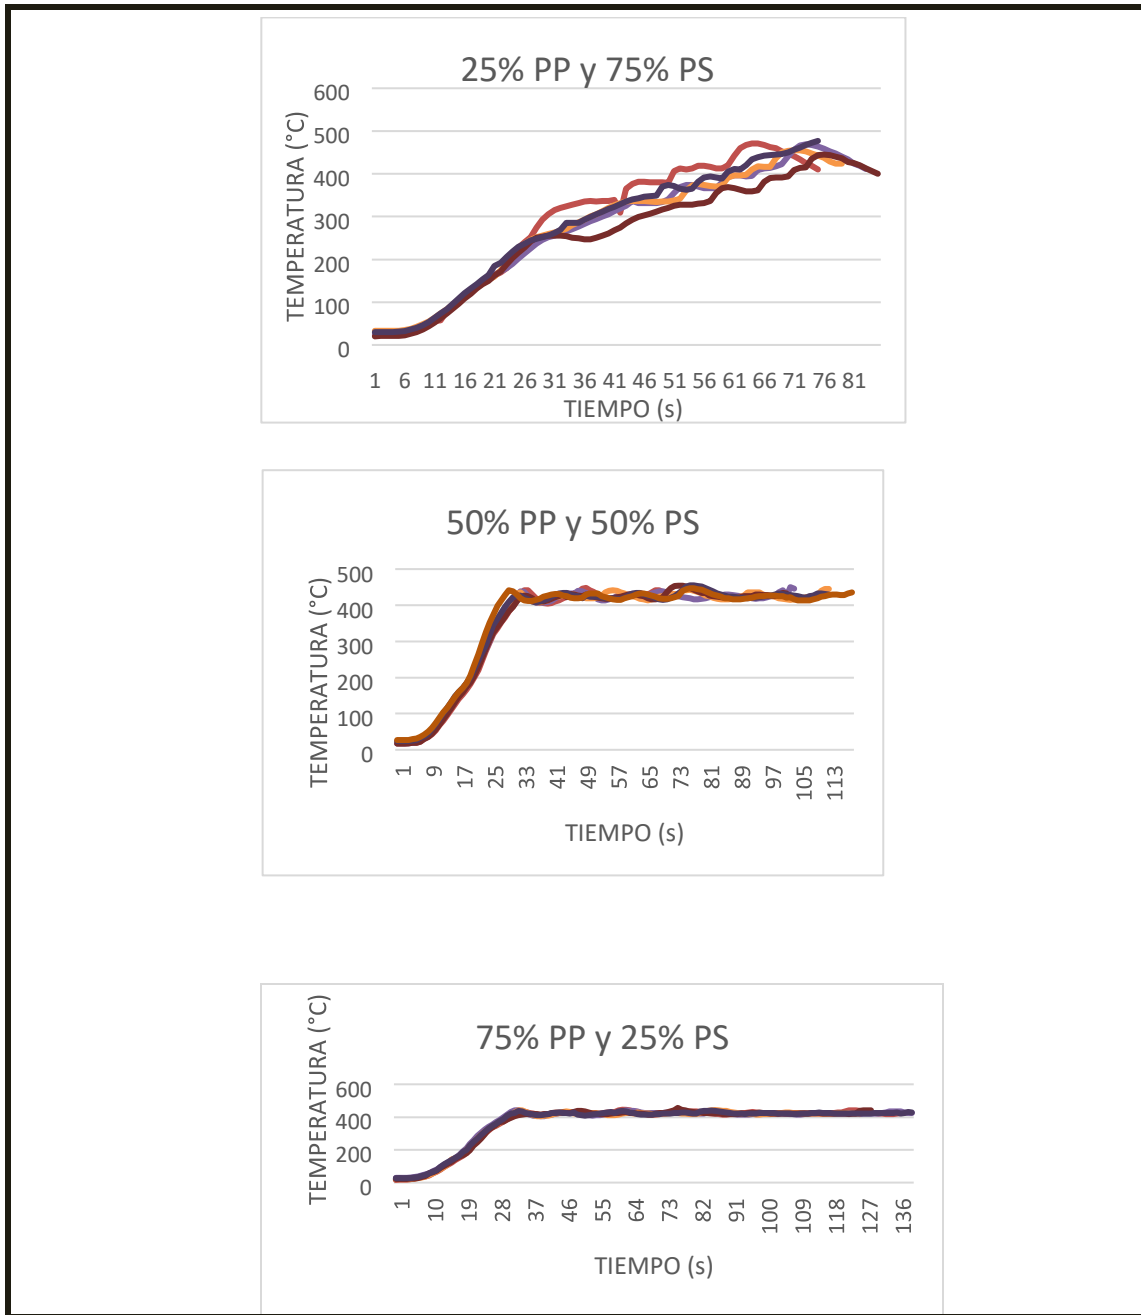 25% PP y 75% PS
TEMPERATURA (°C)
600
500
400
300
200
100
0
1 6 11 16 21 26 31 36 41 46 51 56 61 66 71 76 81
TIEMPO (s)
50% PP y 50% PS
TEMPERATURA (°C)
500
400
300
200
100
0
1 9 17 25 33 41 49 57 65 73 81 89 97 105 113
TIEMPO (s)
75% PP y 25% PS
TEMPERATURA (°C)
600
400
200
0
1 10 19 28 37 46 55 64 73 82 91 100 109 118 127 136
TIEMPO (s)